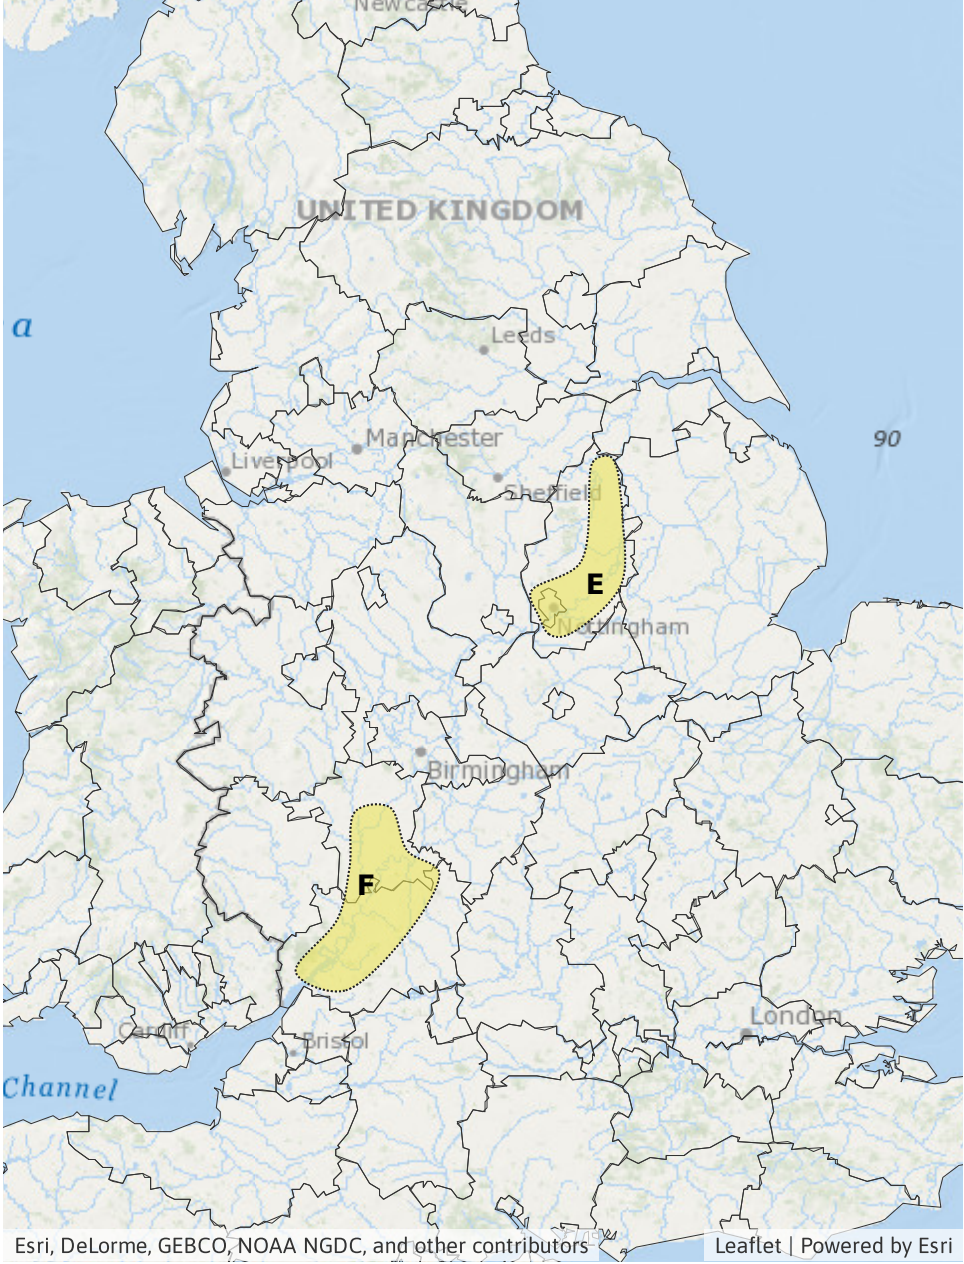 Newcastle
UNITED KINGDOM
a
Leeds
Manchester
90
Liverpool
Sheffield
E
Nottingham
Birmingham
F
London
Cardiff
Bristol
Channel
Esri, DeLorme, GEBCO, NOAA NGDC, and other contributors
Leaflet | Powered by Esri